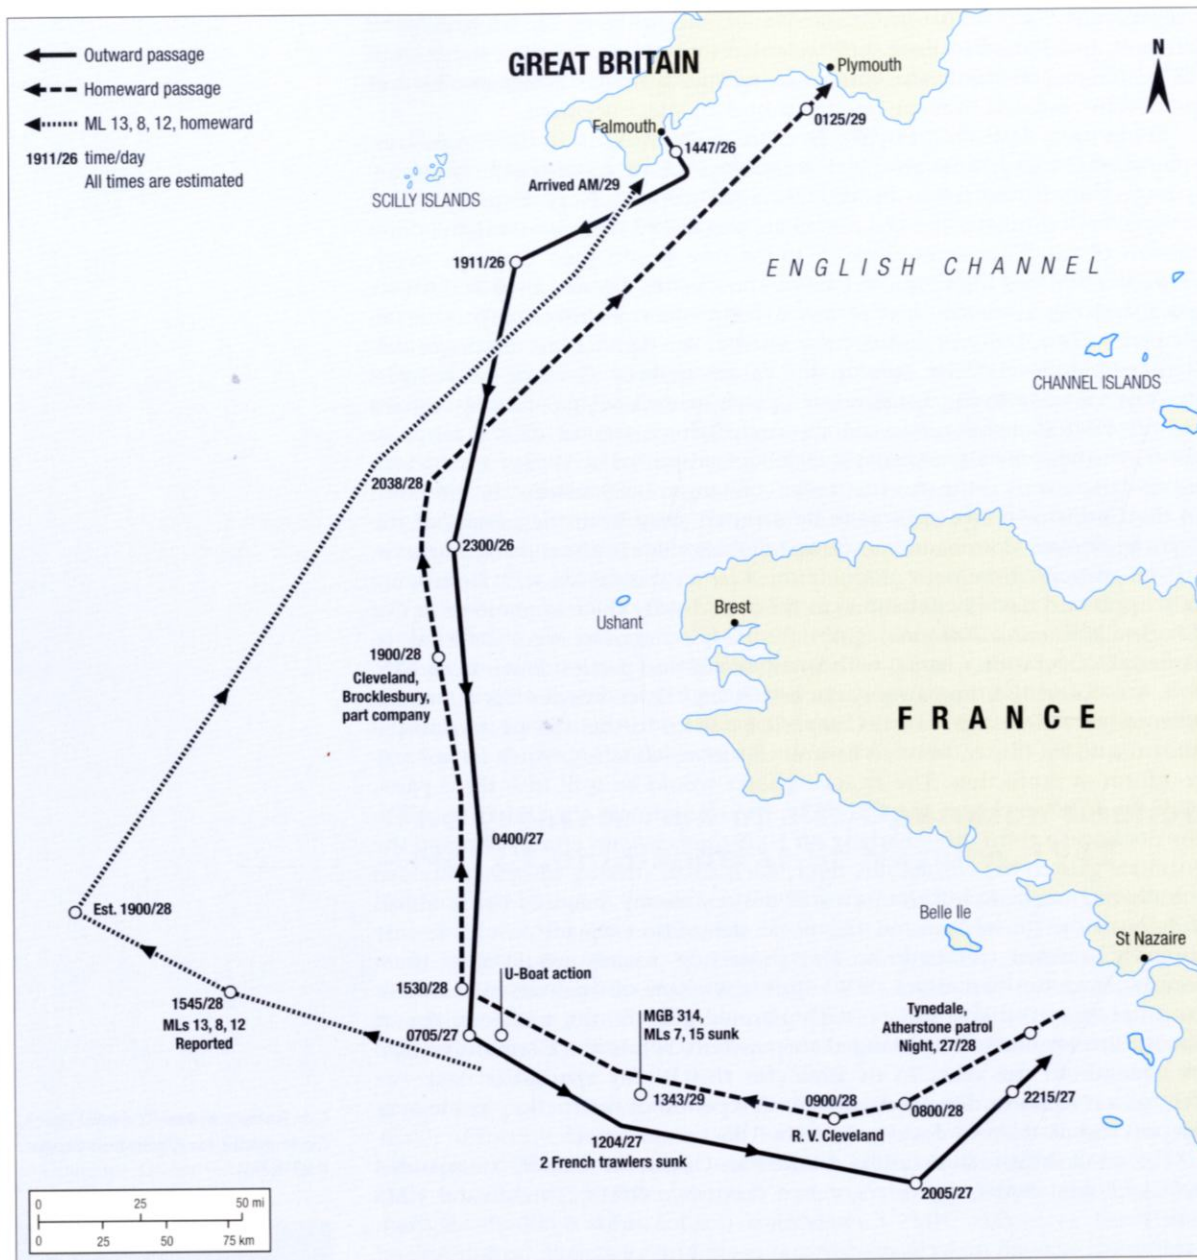 Outward passage
Homeward passage
ML 13, 8, 12, homeward
1911/26 time/day
All times are estimated
GREAT BRITAIN
N
Plymouth
0125/29
Falmouth
1447/26
Arrived AM/29
SCILLY ISLANDS
1911/26
ENGLISH CHANNEL
CHANNEL ISLANDS
2038/28
2300/26
Ushant
Brest
1900/28
Cleveland,
Brocklesbury,
part company
FRANCE
0400/27
Est. 1900/28
Belle Ile
St Nazaire
U-Boat action
1530/28
1545/28
MLs 13, 8, 12
Reported
0705/27
MGB 314,
MLs 7, 15 sunk
Tynedale,
Atherstone patrol
Night, 27/28
1343/29
0900/28
0800/28
2215/27
R. V. Cleveland
1204/27
2 French trawlers sunk
2005/27
0 25 50 mi
0 25 50 75 km